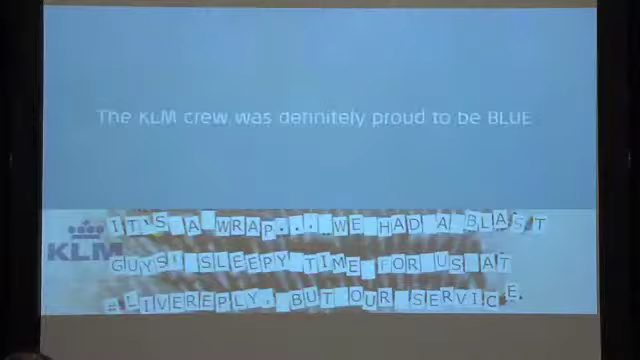 The KLM crew was definitely proud to be BLUE
IT'S A WRAP.... WE HAD A BLAST
KLM
GUYS! SLEEPY TIME FOR US AT
#LIVEREPLY. BUT OUR SERVICE.